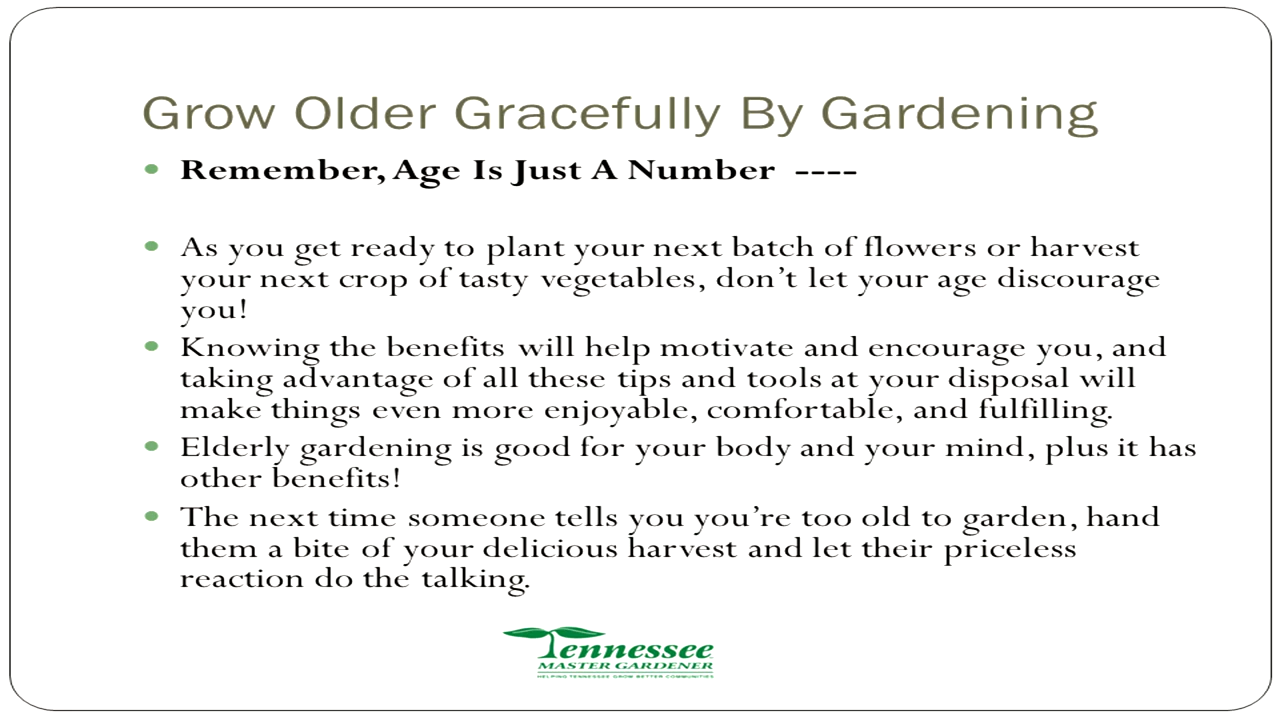 Grow Older Gracefully By Gardening
• Remember, Age Is Just A Number ----
• As you get ready to plant your next batch of flowers or harvest
your next crop of tasty vegetables, don’t let your age discourage
you!
• Knowing the benefits will help motivate and encourage you, and
taking advantage of all these tips and tools at your disposal will
make things even more enjoyable, comfortable, and fulfilling.
• Elderly gardening is good for your body and your mind, plus it has
other benefits!
• The next time someone tells you you’re too old to garden, hand
them a bite of your delicious harvest and let their priceless
reaction do the talking.
Tennessee
MASTER GARDENER
HELPING TENNESSEE GROW BETTER COMMUNITIES